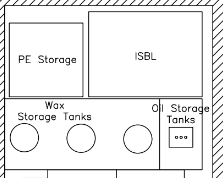 PE Storage
ISBL
Wax
Storage Tanks
Oil Storage
Tanks